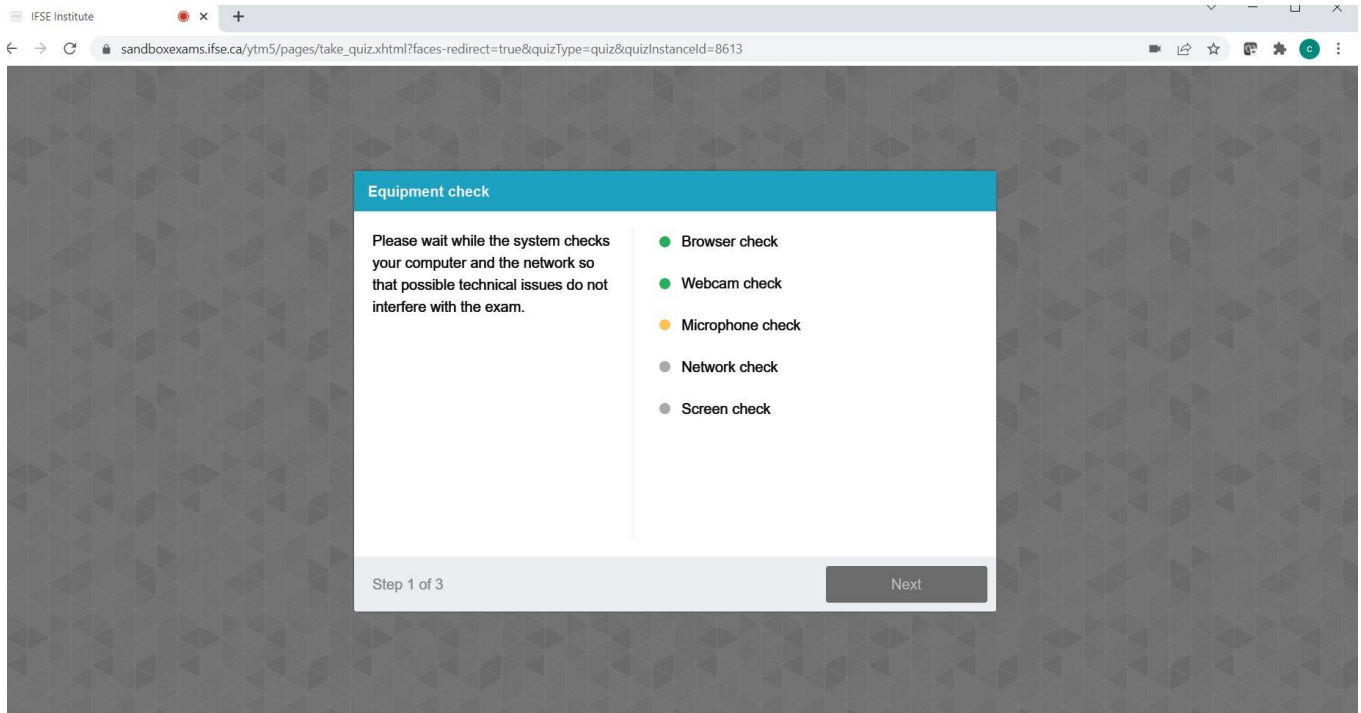 IFSE Institute
sandboxexams.ifse.ca/ytm5/pages/take_quiz.xhtml?faces-redirect=true&quizType=quiz&quizInstanceId=8613
C
Equipment check
Please wait while the system checks
your computer and the network so
that possible technical issues do not
interfere with the exam.
Browser check
Webcam check
Microphone check
Network check
Screen check
Step 1 of 3
Next